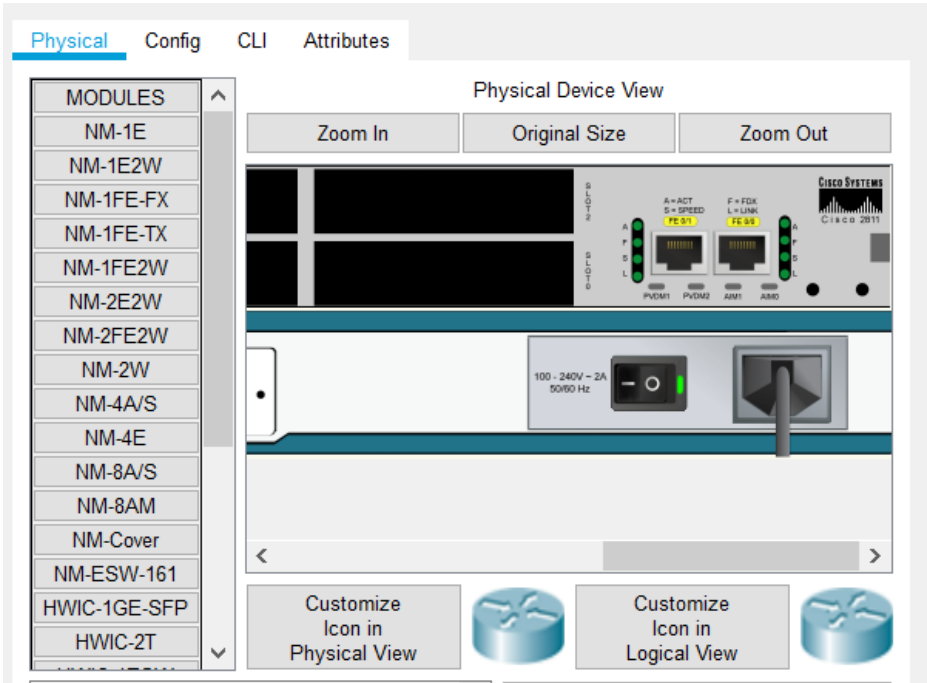 Physical
Config
CLI
Attributes
MODULES
NM-1E
NM-1E2W
NM-1FE-FX
NM-1FE-TX
NM-1FE2W
NM-2E2W
NM-2FE2W
NM-2W
NM-4A/S
NM-4E
NM-8A/S
NM-8AM
NM-Cover
NM-ESW-161
HWIC-1GE-SFP
HWIC-2T
Physical Device View
Zoom In
Original Size
Zoom Out
SLOT2
SLOT0
A = ACT
S = SPEED
F = FDX
L = LINK
FE 0/1
FE 0/0
A
F
S
L
A
F
S
L
PVDM1
PVDM2
AIM1
AIM0
CISCO SYSTEMS
Cisco 2811
100 - 240V ~ 2A
50/60 Hz
Customize
Icon in
Physical View
Customize
Icon in
Logical View